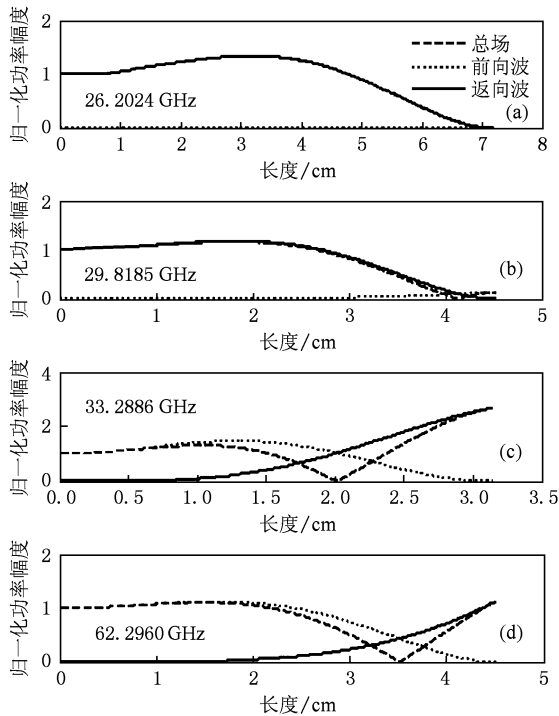 归一化功率幅度
2
1
0
总场
前向波
返向波
26.2024 GHz
(a)
0 1 2 3 4 5 6 7 8
长度/cm
归一化功率幅度
2
1
0
29.8185 GHz
(b)
0 1 2 3 4 5
长度/cm
归一化功率幅度
4
2
0
33.2886 GHz
(c)
0.0 0.5 1.0 1.5 2.0 2.5 3.0 3.5
长度/cm
归一化功率幅度
2
1
0
62.2960 GHz
(d)
0 1 2 3 4 5
长度/cm